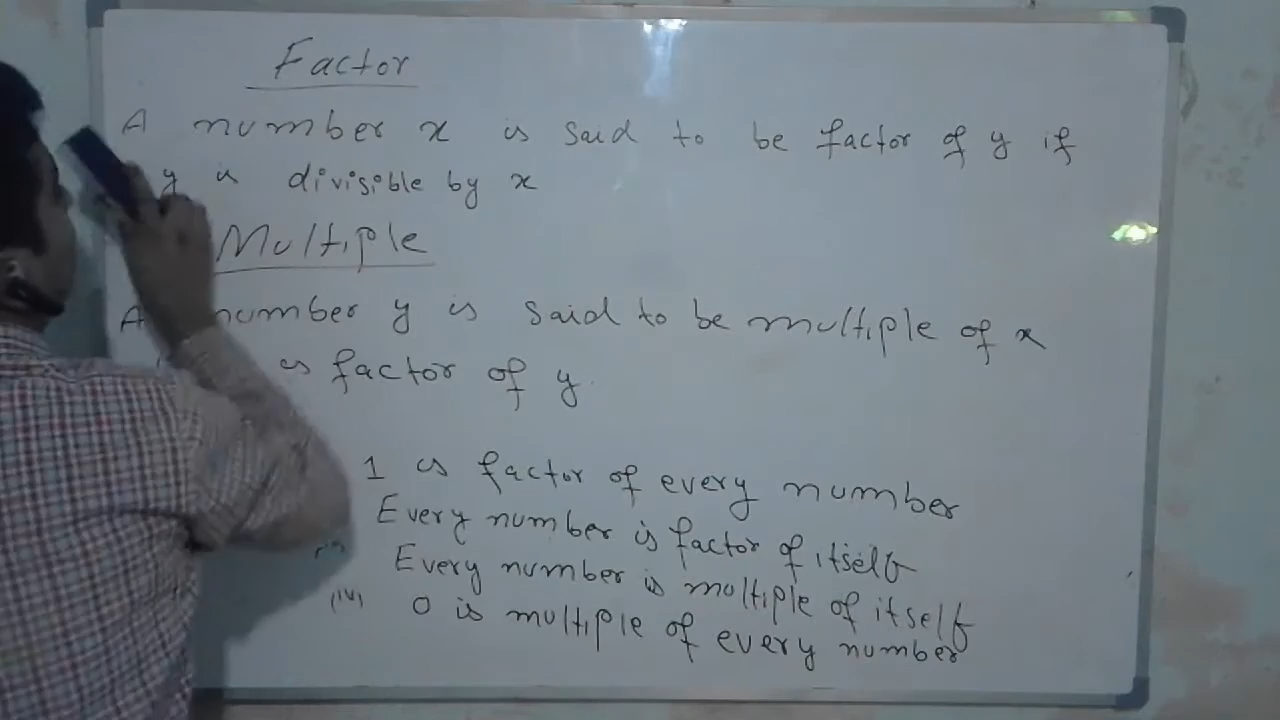 Factor
A number x is said to be factor of y if
y is divisible by x
Multiple
A number y is said to be multiple of x
is factor of y.
1 is factor of every number
Every number is factor of itself
Every number is multiple of itself
(iv) 0 is multiple of every number